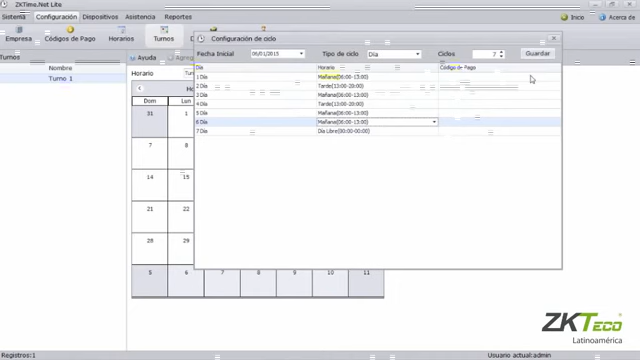 ZKTime.Net Lite
Sistema Configuración Dispositivos Asistencia Reportes
Inicio Acerca de
Empresa Códigos de Pago Horarios Turnos
Turnos
Nombre
Turno 1
Ayuda
Horario
Dom Lun
31 1
7 8
14 15
21 22
28 29
5 6 7 8 9 10 11
Configuración de ciclo
Fecha Inicial 06/01/2015 Tipo de ciclo Día Ciclos 7 Guardar
Día Horario Código de Pago
1 Día Mañana(06:00-13:00)
2 Día Tarde(13:00-20:00)
3 Día Mañana(06:00-13:00)
4 Día Tarde(13:00-20:00)
5 Día Mañana(06:00-13:00)
6 Día Mañana(06:00-13:00)
7 Día Dia Libre(00:00-00:00)
ZKTeco
Latinoamérica
Registros:1
Usuario actual:admin